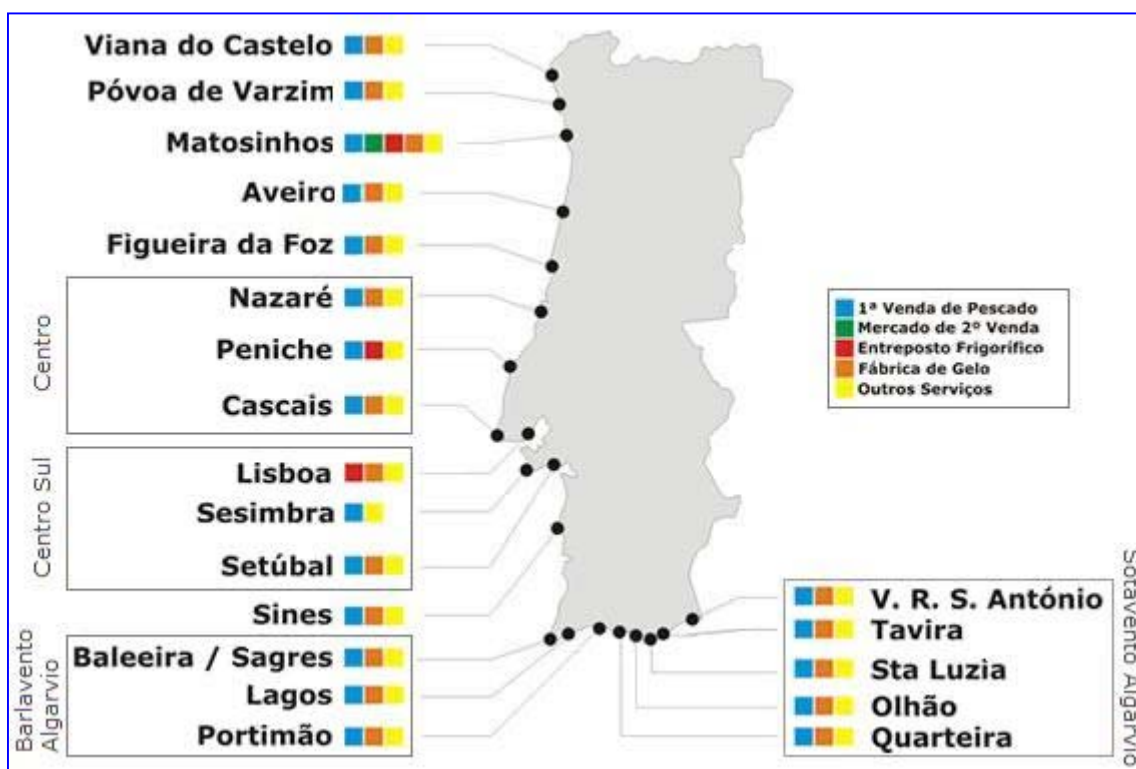 Viana do Castelo
Póvoa de Varzim
Matosinhos
Aveiro
Figueira da Foz
Centro
Nazaré
Peniche
Cascais
Centro Sul
Lisboa
Sesimbra
Setúbal
Sines
Barlavento
Algarvio
Baleeira / Sagres
Lagos
Portimão
1ª Venda de Pescado
Mercado de 2º Venda
Entreposto Frigorífico
Fábrica de Gelo
Outros Serviços
Sotavento Algarvio
V. R. S. António
Tavira
Sta Luzia
Olhão
Quarteira